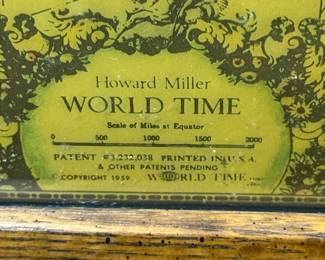 Howard Miller
WORLD TIME
Scale of Miles at Equator
0 500 1000 1500 2000
PATENT #3,232,038 PRINTED IN U.S.A.
& OTHER PATENTS PENDING
© COPYRIGHT 1959 WORLD TIME